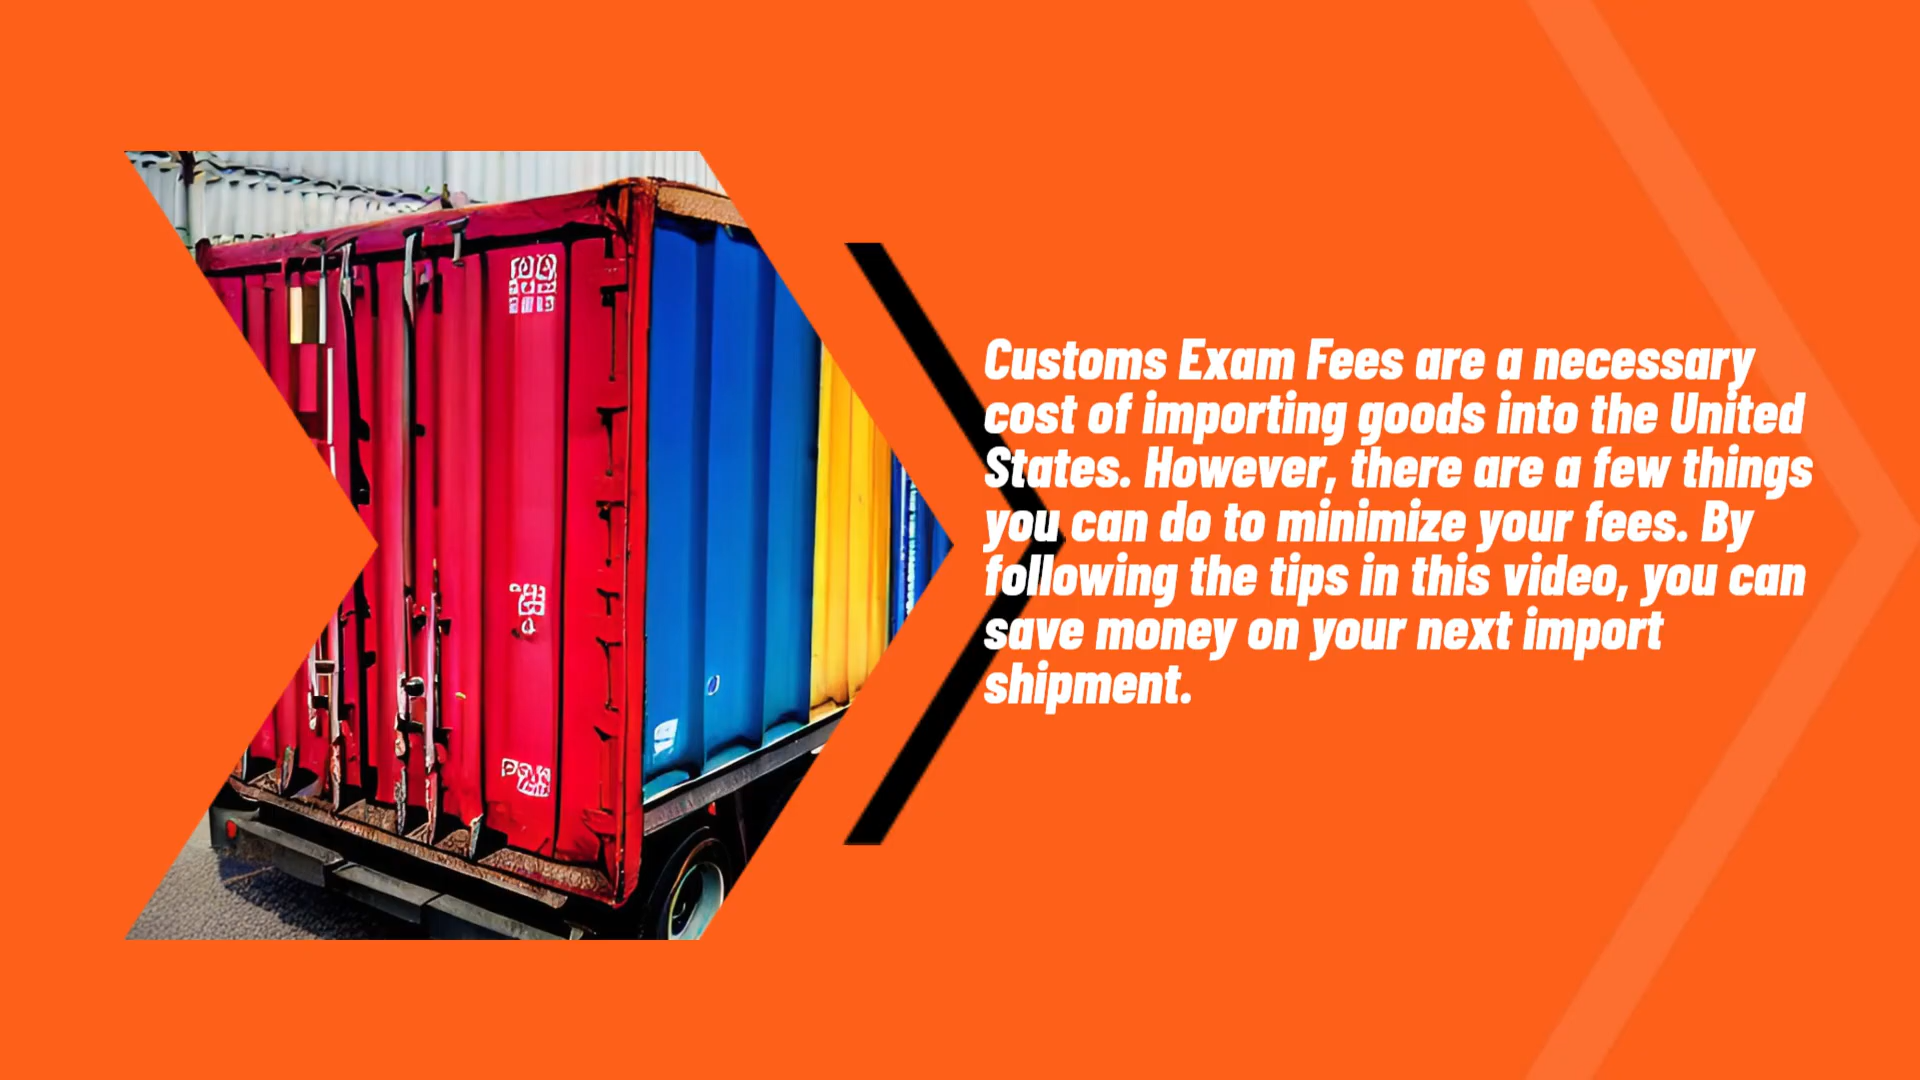 Customs Exam Fees are a necessary
cost of importing goods into the United
States. However, there are a few things
you can do to minimize your fees. By
following the tips in this video, you can
save money on your next import
shipment.